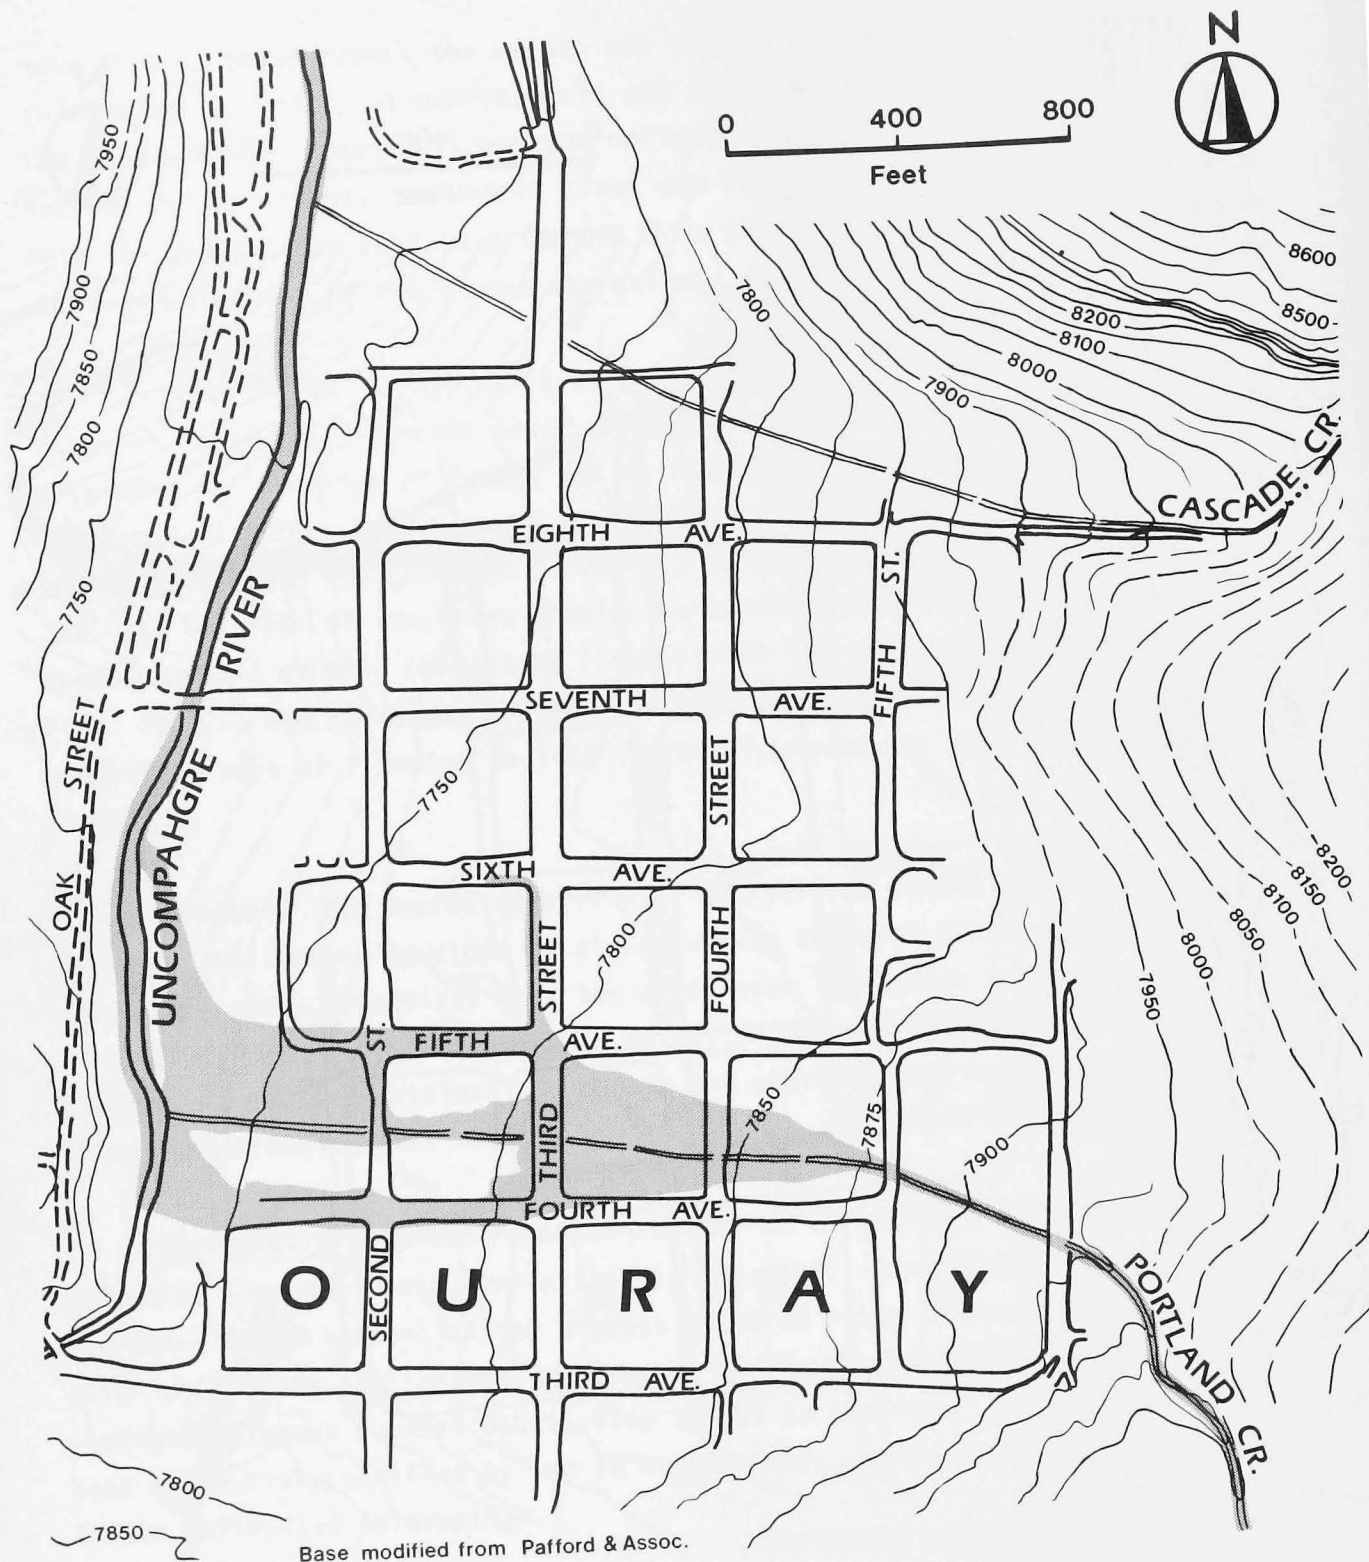 N
0 400 800
Feet
7950
7900
7850
7800
7750
7800
8600
8500
8200
8100
8000
7900
CASCADE CR.
EIGHTH AVE.
FIFTH ST.
RIVER
UNCOMPAHGRE
SEVENTH AVE.
OAK STREET
7750
FOURTH STREET
SIXTH AVE.
7800
THIRD STREET
SECOND ST.
FIFTH AVE.
7850
7875
7900
7950
8000
8050
8100
8150
8200
FOURTH AVE.
OURAY
PORTLAND CR.
THIRD AVE.
7800
7850
Base modified from Pafford & Assoc.